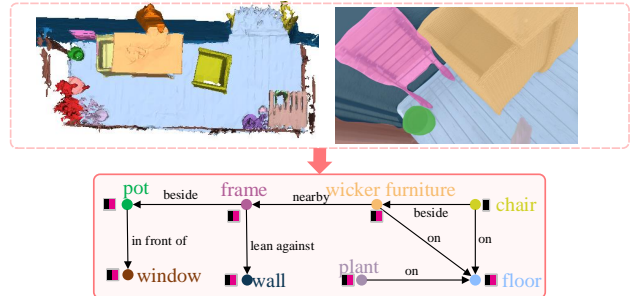 pot
frame
wicker furniture
chair
beside
nearby
beside
in front of
lean against
on
on
window
wall
plant
on
floor